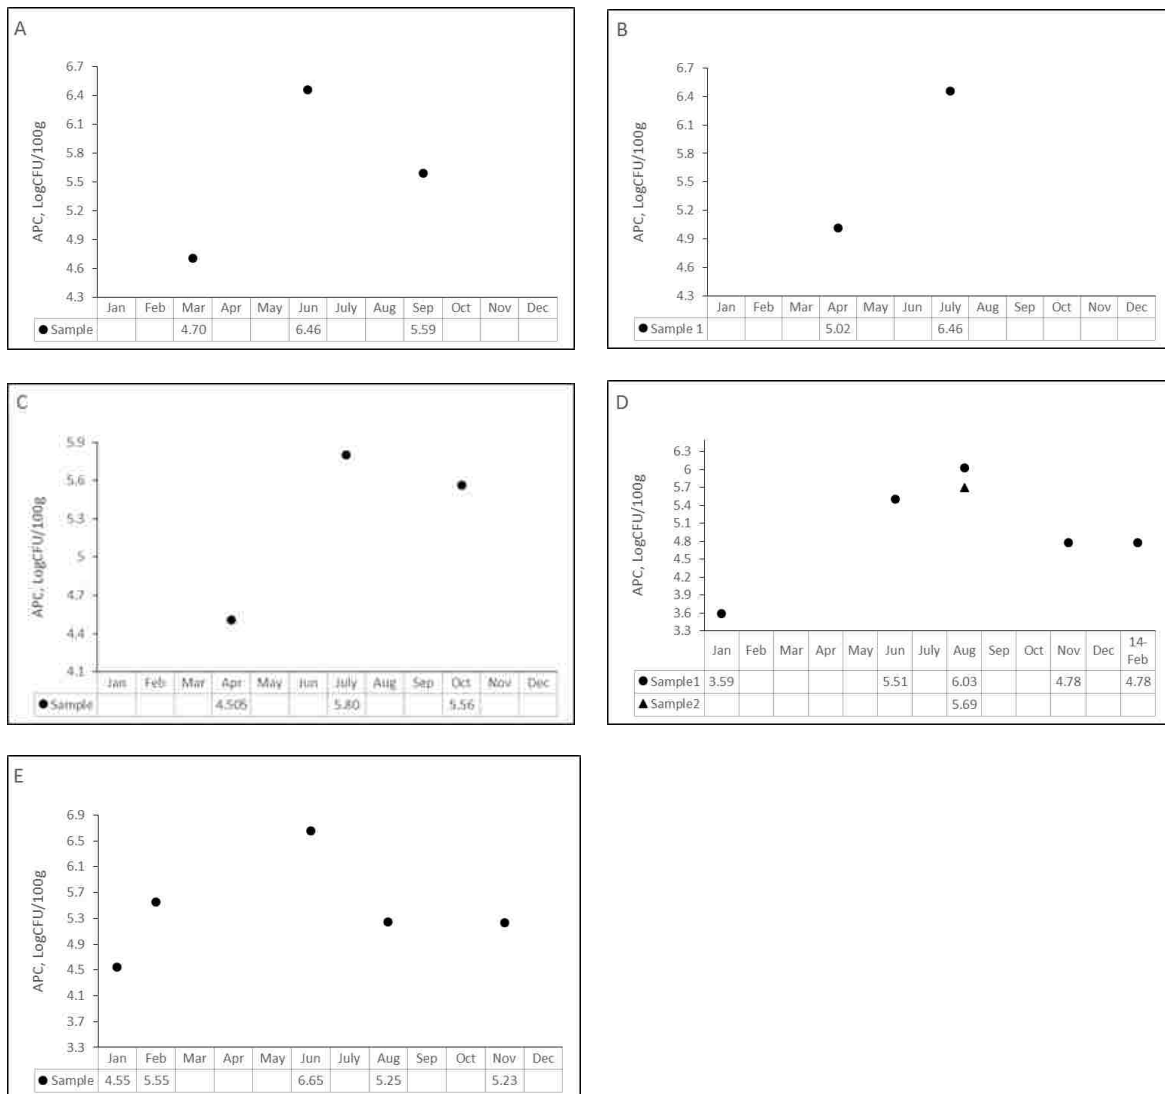 A
6.7
6.4
6.1
5.8
5.5
5.2
4.9
4.6
4.3
APC, LogCFU/100g
Jan Feb Mar Apr May Jun July Aug Sep Oct Nov Dec
Sample 4.70 6.46 5.59
B
6.7
6.4
6.1
5.8
5.5
5.2
4.9
4.6
4.3
APC, LogCFU/100g
Jan Feb Mar Apr May Jun July Aug Sep Oct Nov Dec
Sample 1 5.02 6.46
C
5.9
5.6
5.3
5
4.7
4.4
4.1
APC, LogCFU/100g
Jan Feb Mar Apr May Jun July Aug Sep Oct Nov Dec
Sample 4.505 5.80 5.56
D
6.3
6
5.7
5.4
5.1
4.8
4.5
4.2
3.9
3.6
3.3
APC, LogCFU/100g
Jan Feb Mar Apr May Jun July Aug Sep Oct Nov Dec 14-
Feb
Sample1 3.59 5.51 6.03 4.78 4.78
Sample2 5.69
E
6.9
6.5
6.1
5.7
5.3
4.9
4.5
4.1
3.7
3.3
APC, LogCFU/100g
Jan Feb Mar Apr May Jun July Aug Sep Oct Nov Dec
Sample 4.55 5.55 6.65 5.25 5.23